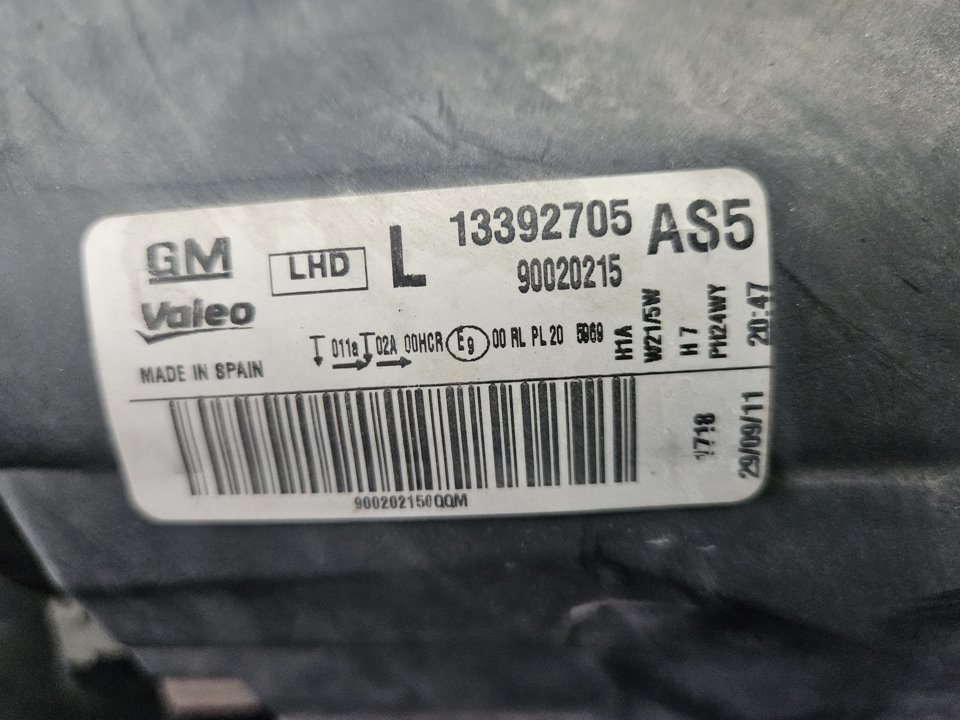 GM
Valeo
MADE IN SPAIN
LHD
L
13392705
AS5
90020215
011a 02A 00HCR E9 00 RL PL 20 5969
H1A
W21/5W
H 7
PH24WY
20:47
1718
29/09/11
900202150QQM